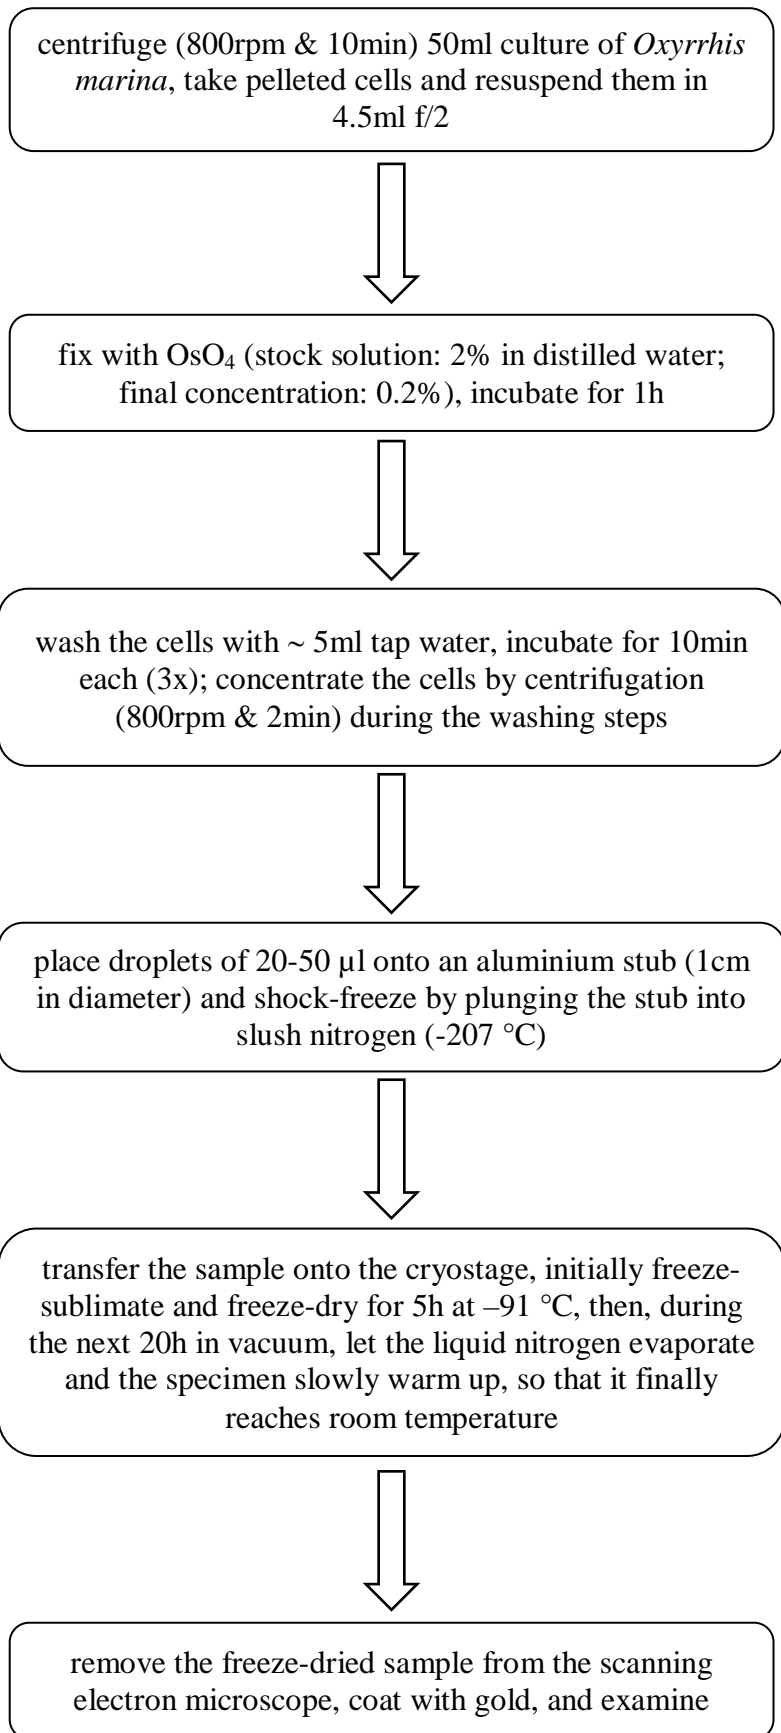 centrifuge (800rpm & 10min) 50ml culture of Oxyrrhis
marina, take pelleted cells and resuspend them in
4.5ml f/2
fix with OsO₄ (stock solution: 2% in distilled water;
final concentration: 0.2%), incubate for 1h
wash the cells with ~ 5ml tap water, incubate for 10min
each (3x); concentrate the cells by centrifugation
(800rpm & 2min) during the washing steps
place droplets of 20-50 µl onto an aluminium stub (1cm
in diameter) and shock-freeze by plunging the stub into
slush nitrogen (-207 °C)
transfer the sample onto the cryostage, initially freeze-
sublimate and freeze-dry for 5h at –91 °C, then, during
the next 20h in vacuum, let the liquid nitrogen evaporate
and the specimen slowly warm up, so that it finally
reaches room temperature
remove the freeze-dried sample from the scanning
electron microscope, coat with gold, and examine